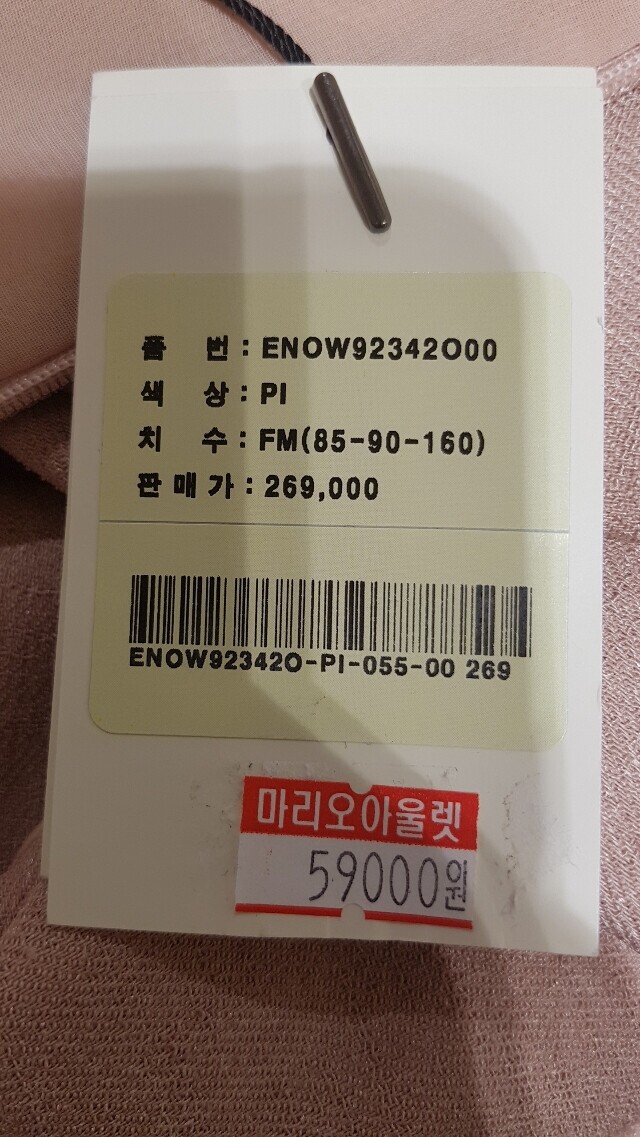 품 번 : ENOW92342O00
색 상 : PI
치 수 : FM(85-90-160)
판매가 : 269,000
ENOW92342O-PI-055-00 269
마리오아울렛
59000원